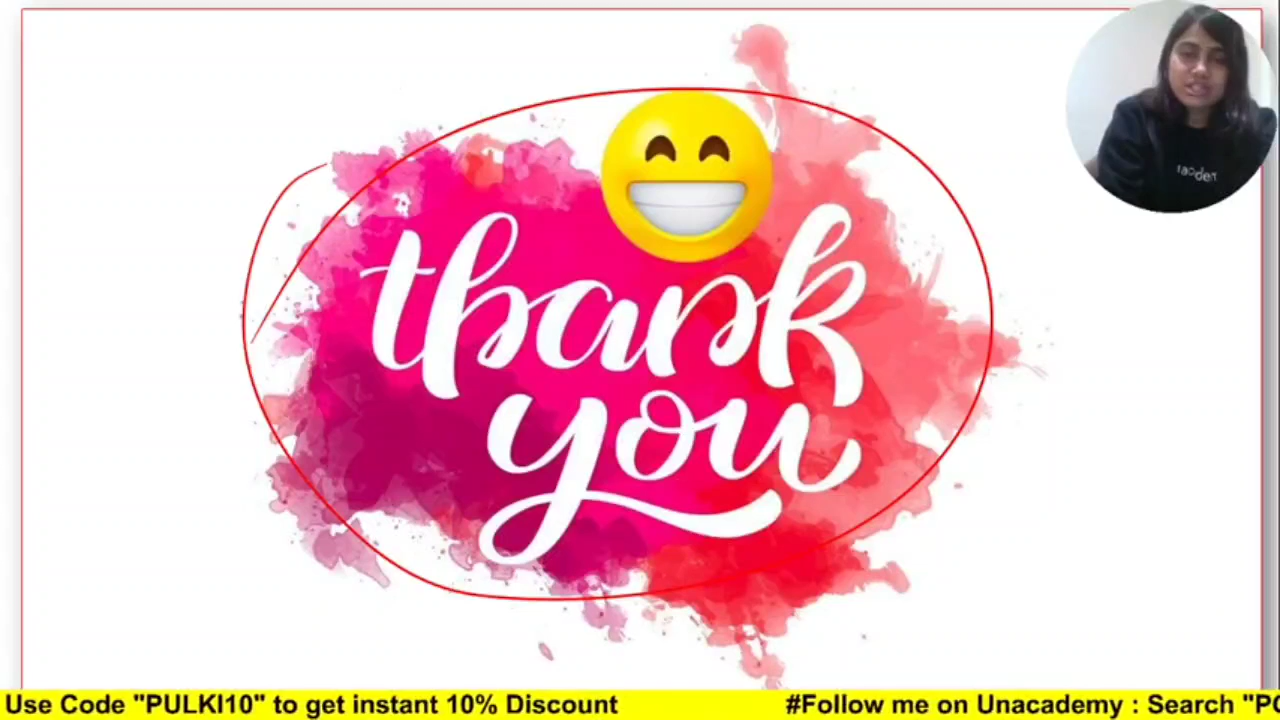 thank
you
Use Code "PULKI10" to get instant 10% Discount
#Follow me on Unacademy : Search